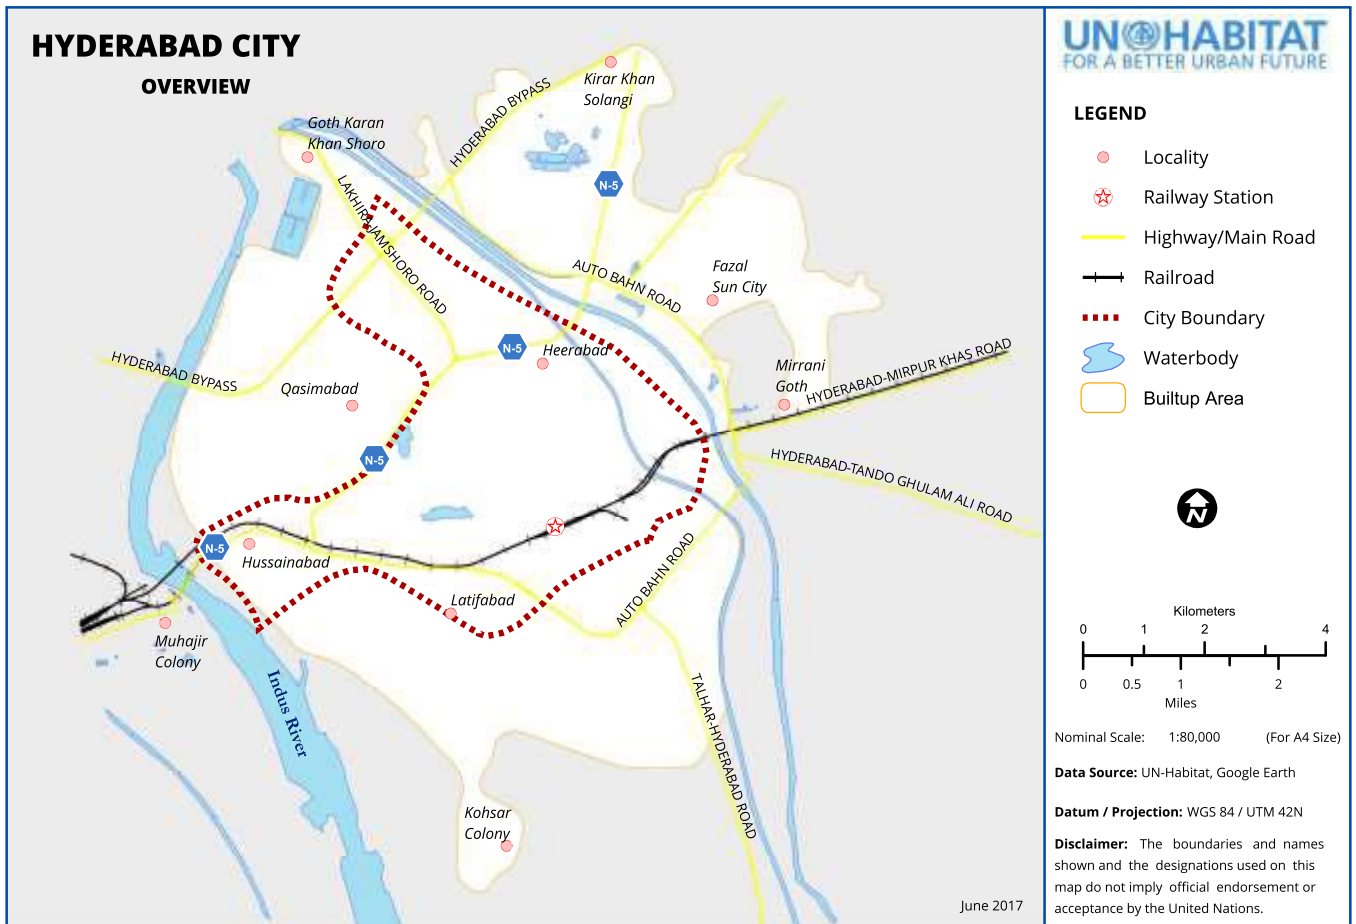 HYDERABAD CITY
OVERVIEW
Kirar Khan
Solangi
HYDERABAD BYPASS
Goth Karan
Khan Shoro
N-5
LAKHIRA-JAMSHORO ROAD
AUTO BAHN ROAD
Fazal
Sun City
N-5
Heerabad
HYDERABAD BYPASS
Qasimabad
Mirrani
Goth
HYDERABAD-MIRPUR KHAS ROAD
N-5
HYDERABAD-TANDO GHULAM ALI ROAD
N-5
Hussainabad
AUTO BAHN ROAD
Latifabad
Muhajir
Colony
Indus River
TALHAR-HYDERABAD ROAD
Kohsar
Colony
June 2017
UN HABITAT
FOR A BETTER URBAN FUTURE
LEGEND
Locality
Railway Station
Highway/Main Road
Railroad
City Boundary
Waterbody
Builtup Area
N
Kilometers
0 1 2 4
0 0.5 1 2
Miles
Nominal Scale: 1:80,000 (For A4 Size)
Data Source: UN-Habitat, Google Earth
Datum / Projection: WGS 84 / UTM 42N
Disclaimer: The boundaries and names
shown and the designations used on this
map do not imply official endorsement or
acceptance by the United Nations.